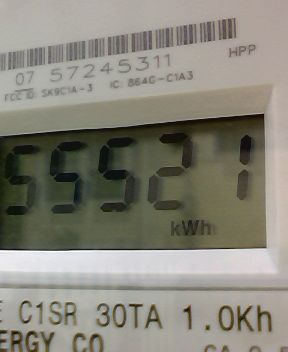 07 57245311
HPP
FCC ID: SK9C1A-3 IC: 864G-C1A3
55521
kWh
C1SR 30TA 1.0Kh
ERGY CO